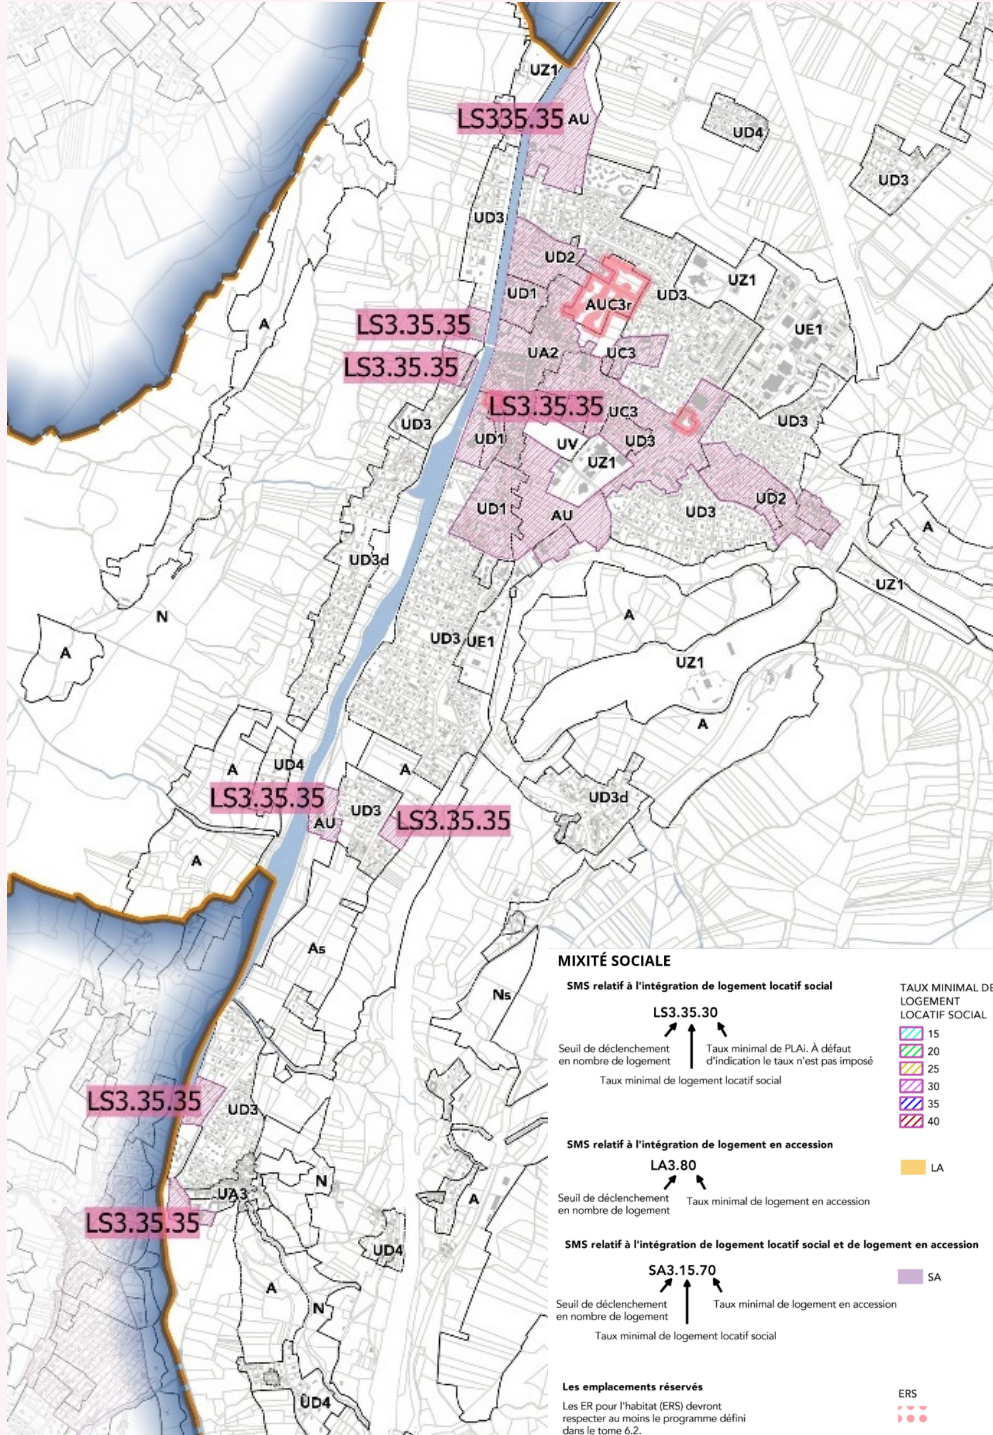 UZ1
LS335.35
AU
UD4
UD3
UD3
UD2
UZ1
UD3
UD1
AUC3r
A
LS3.35.35
UE1
UA2
UC3
LS3.35.35
LS3.35.35
UC3
UD3
UD3
UD1
UV
UD3
UZ1
UD2
UD1
AU
UD3
A
UD3d
UZ1
N
A
A
UD3
UE1
UZ1
A
A
UD4
A
LS3.35.35
UD3d
UD3
AU
LS3.35.35
A
As
Ns
LS3.35.35
UD3
N
A
UA3
LS3.35.35
UD4
A
N
UD4
MIXITÉ SOCIALE
SMS relatif à l'intégration de logement locatif social
LS3.35.30
Seuil de déclenchement
en nombre de logement
Taux minimal de PLAi. À défaut
d'indication le taux n'est pas imposé
Taux minimal de logement locatif social
TAUX MINIMAL DE
LOGEMENT
LOCATIF SOCIAL
15
20
25
30
35
40
SMS relatif à l'intégration de logement en accession
LA3.80
Seuil de déclenchement
en nombre de logement
Taux minimal de logement en accession
LA
SMS relatif à l'intégration de logement locatif social et de logement en accession
SA3.15.70
Seuil de déclenchement
en nombre de logement
Taux minimal de logement en accession
Taux minimal de logement locatif social
SA
Les emplacements réservés
Les ER pour l'habitat (ERS) devront
respecter au moins le programme défini
dans le tome 6.2.
ERS